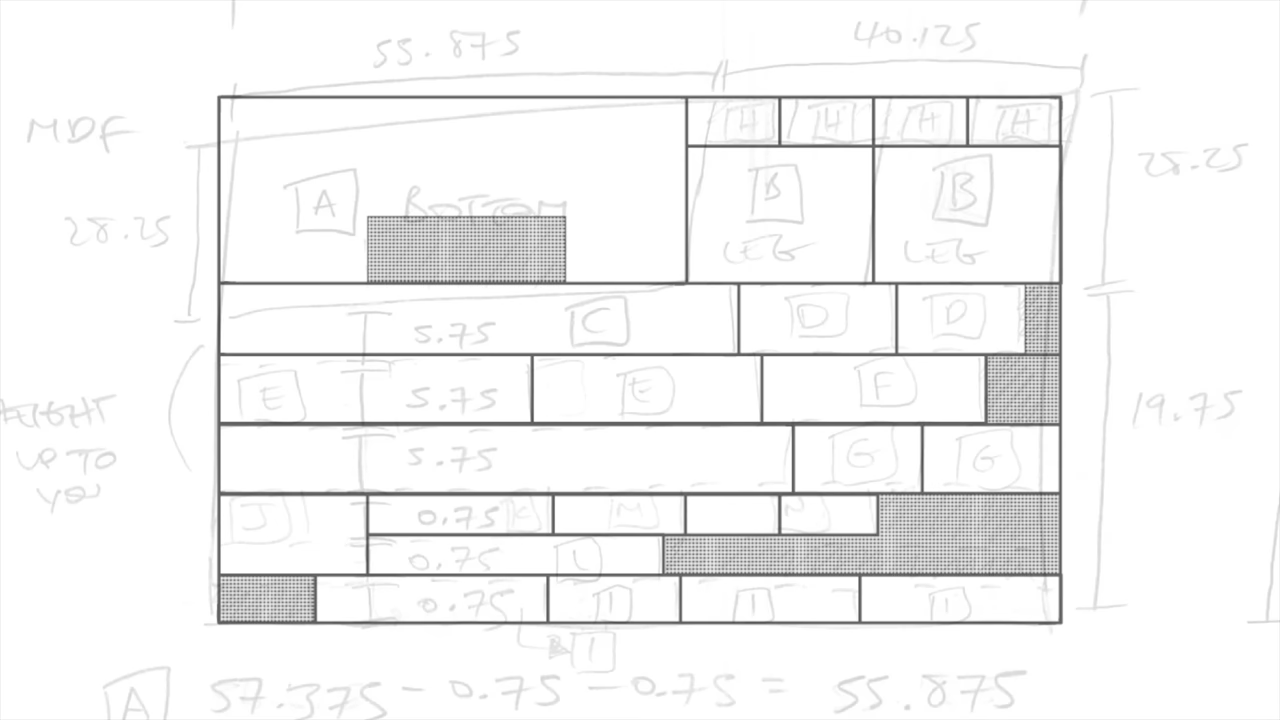 55.875 40.125
MDF
H H H H
28.25
A BOTTOM B B
28.25
LEG LEG
5.75 C D D
E 5.75 E F
19.75
HEIGHT
UP TO
YOU
5.75 G G
J 0.75 K M N
0.75 L
0.75 I I I
I
A 57.375 - 0.75 - 0.75 = 55.875